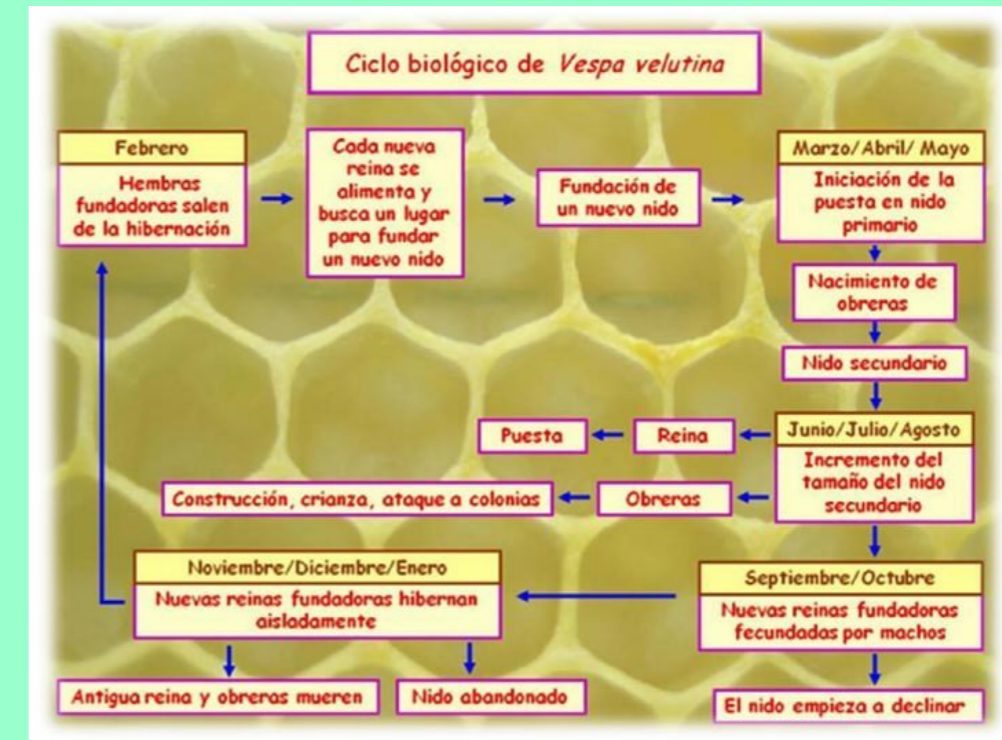 Ciclo biológico de Vespa velutina
Febrero
Hembras
fundadoras salen
de la hibernación
Cada nueva
reina se
alimenta y
busca un lugar
para fundar
un nuevo nido
Fundación de
un nuevo nido
Marzo/Abril/ Mayo
Iniciación de la
puesta en nido
primario
Nacimiento de
obreras
Nido secundario
Junio/Julio/Agosto
Incremento del
tamaño del nido
secundario
Reina
Puesta
Obreras
Construcción, crianza, ataque a colonias
Septiembre/Octubre
Nuevas reinas fundadoras
fecundadas por machos
El nido empieza a declinar
Noviembre/Diciembre/Enero
Nuevas reinas fundadoras hibernan
aisladamente
Antigua reina y obreras mueren
Nido abandonado